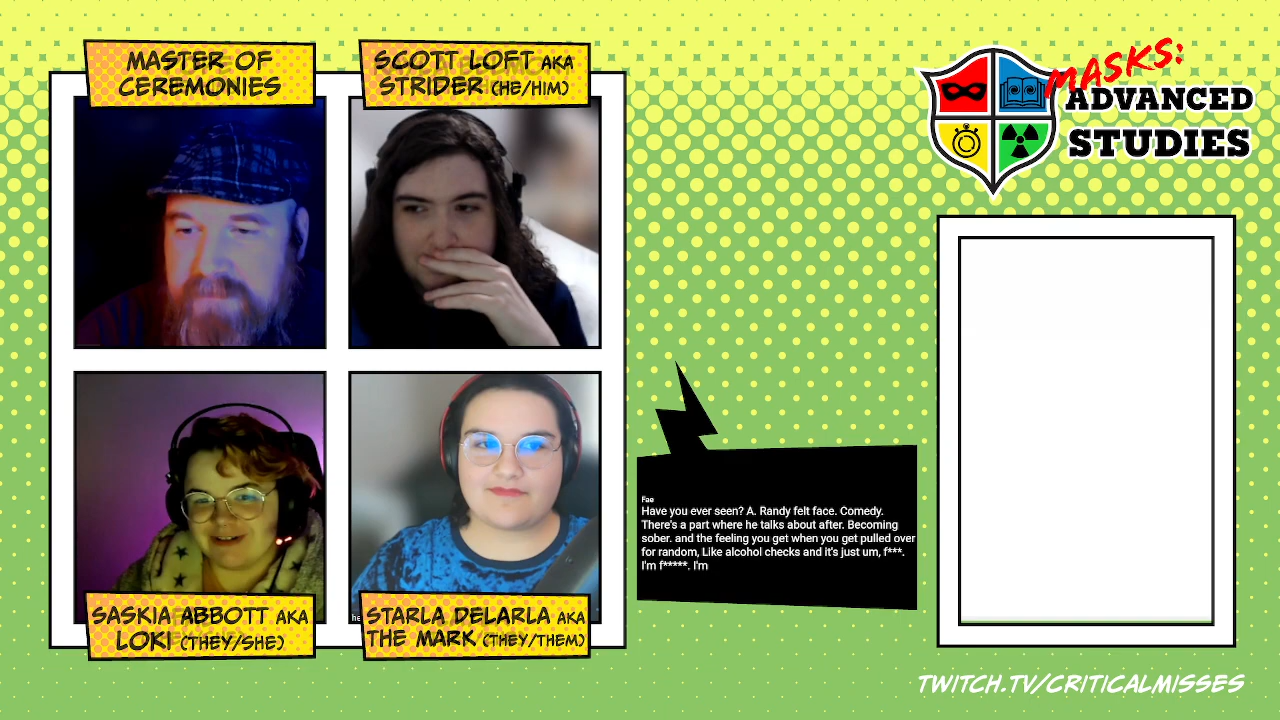 MASTER OF
CEREMONIES
SCOTT LOFT AKA
STRIDER (HE/HIM)
MASKS:
ADVANCED
STUDIES
Fae
Have you ever seen? A. Randy felt face. Comedy.
There's a part where he talks about after. Becoming
sober. and the feeling you get when you get pulled over
for random, Like alcohol checks and it's just um, f***.
I'm f*****. I'm
SASKIA ABBOTT AKA
LOKI (THEY/SHE)
he
STARLA DELARLA AKA
THE MARK (THEY/THEM)
TWITCH.TV/CRITICALMISSES